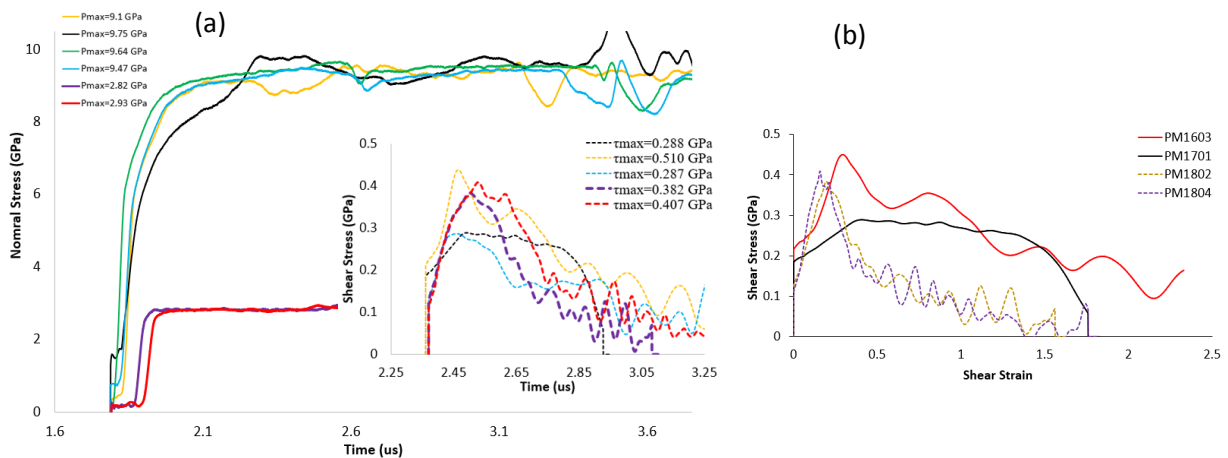 (a)
Pmax=9.1 GPa
Pmax=9.75 GPa
Pmax=9.64 GPa
Pmax=9.47 GPa
Pmax=2.82 GPa
Pmax=2.93 GPa
Nomral Stress (GPa)
10
8
6
4
2
0
1.6
2.1
2.6
3.1
3.6
Time (us)
τmax=0.288 GPa
τmax=0.510 GPa
τmax=0.287 GPa
τmax=0.382 GPa
τmax=0.407 GPa
Shear Stress (GPa)
0.5
0.4
0.3
0.2
0.1
0
2.25
2.45
2.65
2.85
3.05
3.25
Time (us)
(b)
PM1603
PM1701
PM1802
PM1804
Shear Stress (GPa)
0.5
0.4
0.3
0.2
0.1
0
0
0.5
1
1.5
2
2.5
Shear Strain